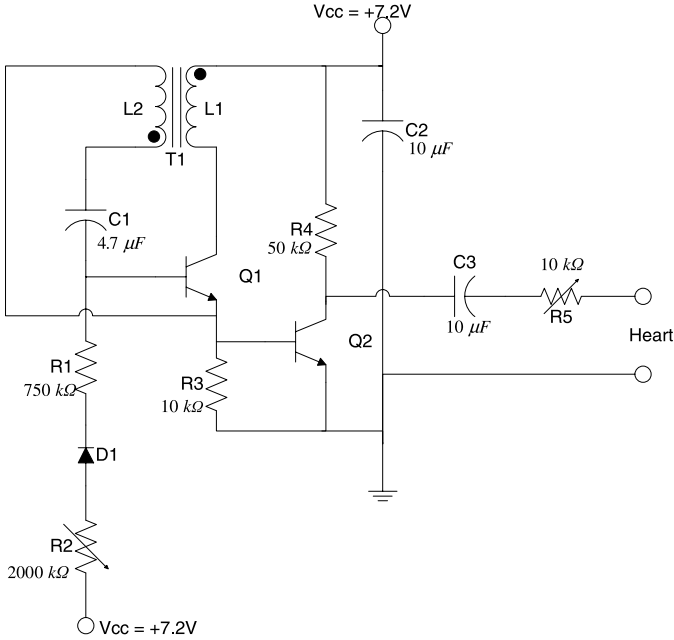 Vcc = +7.2V
L2
L1
T1
C2
10 µF
C1
4.7 µF
R4
50 kΩ
Q1
C3
10 µF
10 kΩ
R5
Heart
Q2
R1
750 kΩ
R3
10 kΩ
D1
R2
2000 kΩ
Vcc = +7.2V